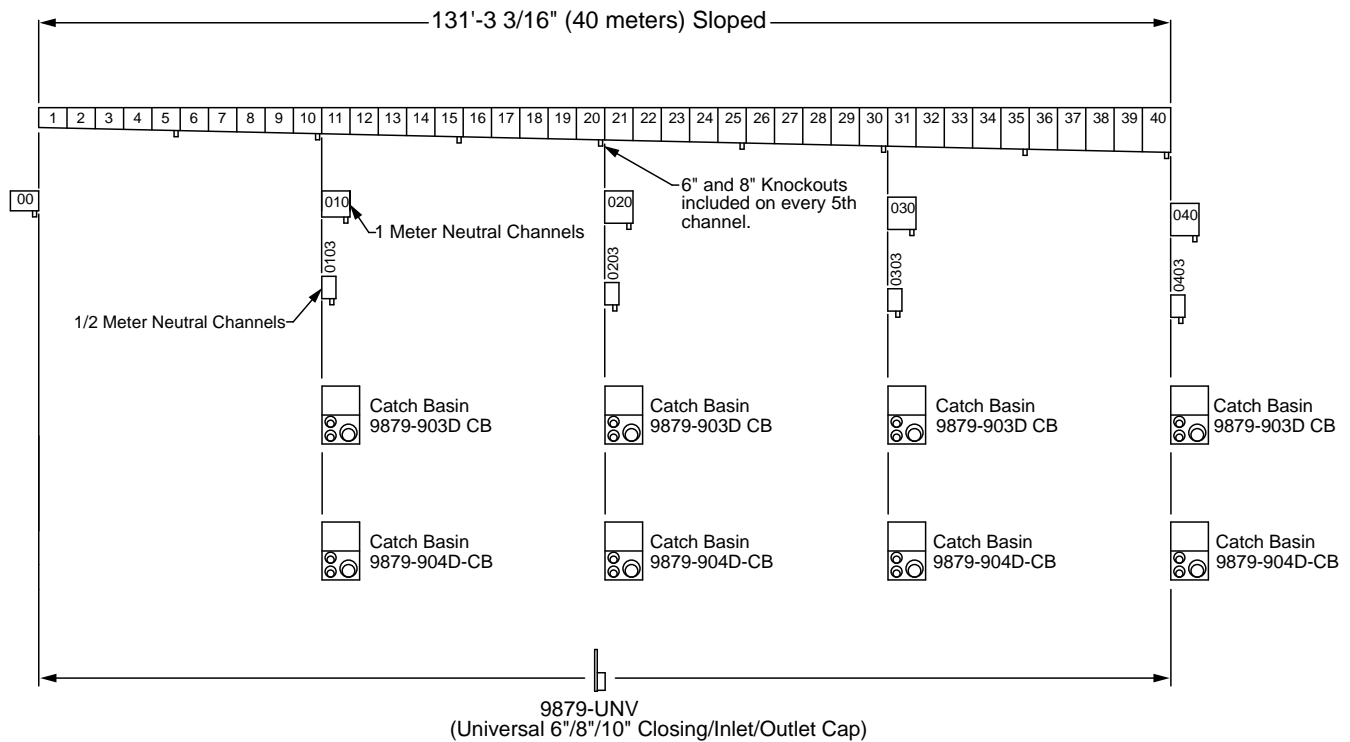 131'-3 3/16" (40 meters) Sloped
1 2 3 4 5 6 7 8 9 10 11 12 13 14 15 16 17 18 19 20 21 22 23 24 25 26 27 28 29 30 31 32 33 34 35 36 37 38 39 40
6" and 8" Knockouts
included on every 5th
channel.
00 010 020 030 040
1 Meter Neutral Channels
0103 0203 0303 0403
1/2 Meter Neutral Channels
Catch Basin
9879-903D CB
Catch Basin
9879-903D CB
Catch Basin
9879-903D CB
Catch Basin
9879-903D CB
Catch Basin
9879-904D-CB
Catch Basin
9879-904D-CB
Catch Basin
9879-904D-CB
Catch Basin
9879-904D-CB
9879-UNV
(Universal 6"/8"/10" Closing/Inlet/Outlet Cap)